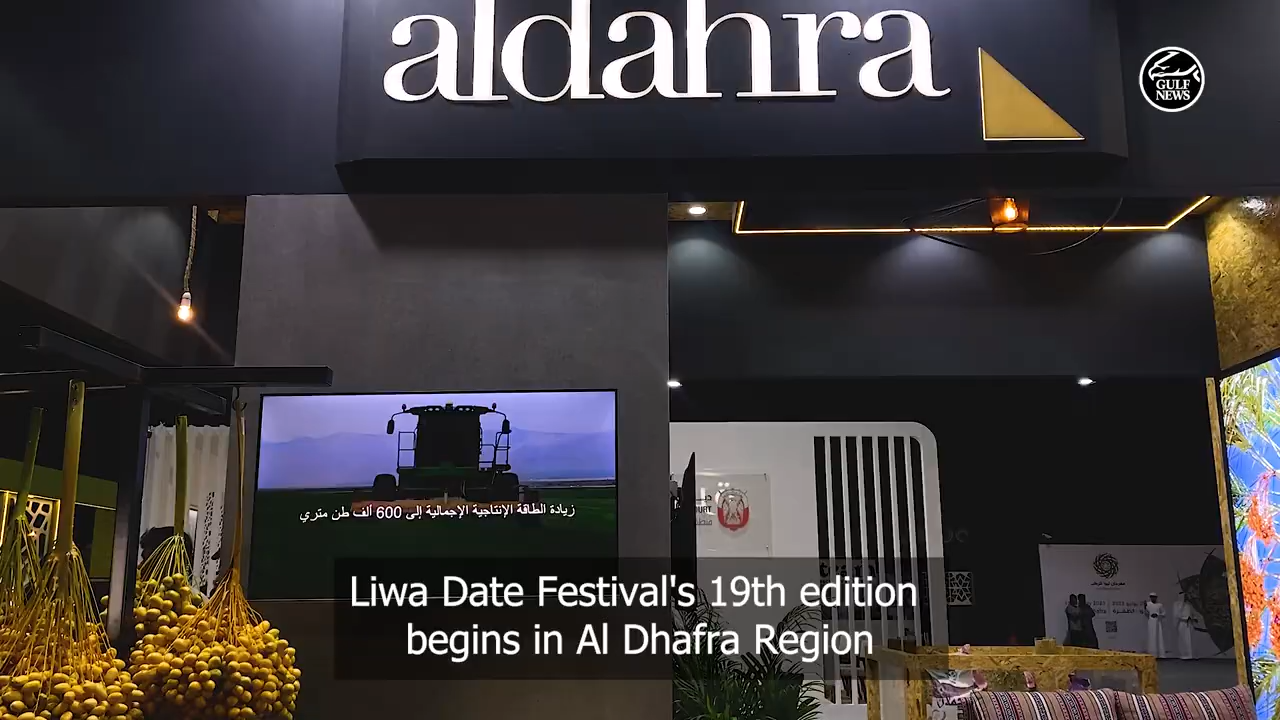 aldahra
GULF
NEWS
زيادة الطاقة الإنتاجية الإجمالية إلى 600 ألف طن متري
Liwa Date Festival's 19th edition
begins in Al Dhafra Region